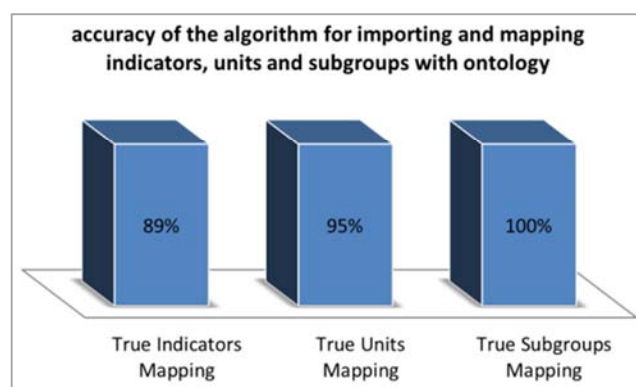 accuracy of the algorithm for importing and mapping
indicators, units and subgroups with ontology
89%
95%
100%
True Indicators
Mapping
True Units
Mapping
True Subgroups
Mapping